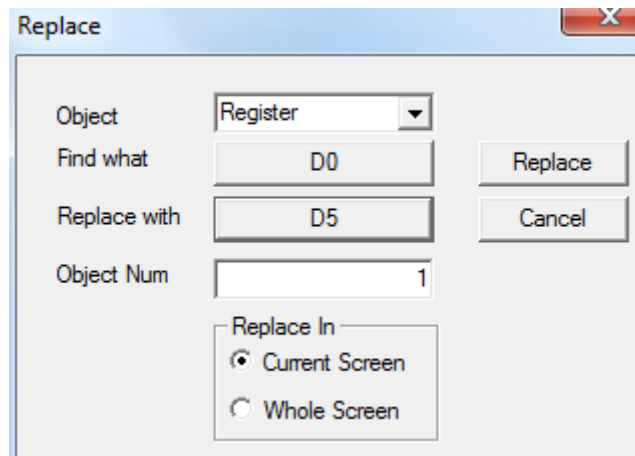 Replace
Object Register
Find what D0 Replace
Replace with D5 Cancel
Object Num 1
Replace In
Current Screen
Whole Screen